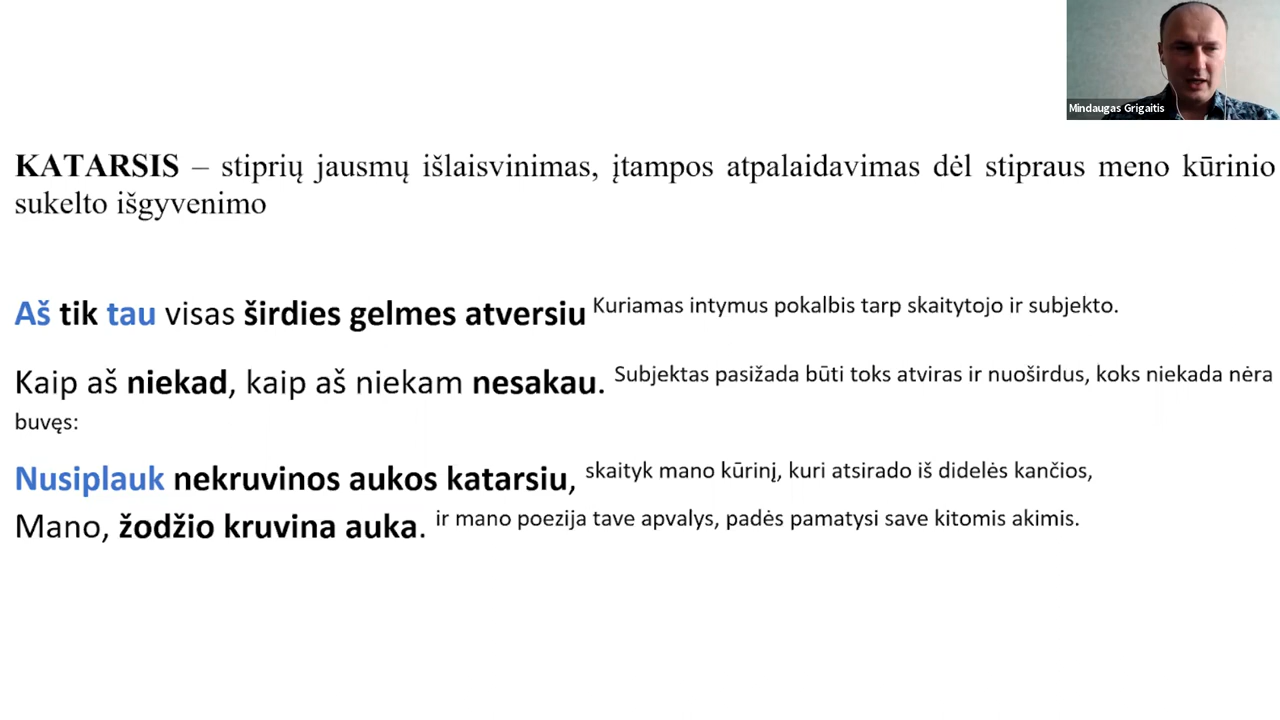 Mindaugas Grigaitis
KATARSIS – stiprių jausmų išlaisvinimas, įtampos atpalaidavimas dėl stipraus meno kūrinio
sukelto išgyvenimo
Aš tik tau visas širdies gelmes atversiu Kuriamas intymus pokalbis tarp skaitytojo ir subjekto.
Kaip aš niekad, kaip aš niekam nesakau. Subjektas pasižada būti toks atviras ir nuoširdus, koks niekada nėra
buvęs:
Nusiplauk nekruvinos aukos katarsiu, skaityk mano kūrinį, kuri atsirado iš didelės kančios,
Mano, žodžio kruvina auka. ir mano poezija tave apvalys, padės pamatysi save kitomis akimis.